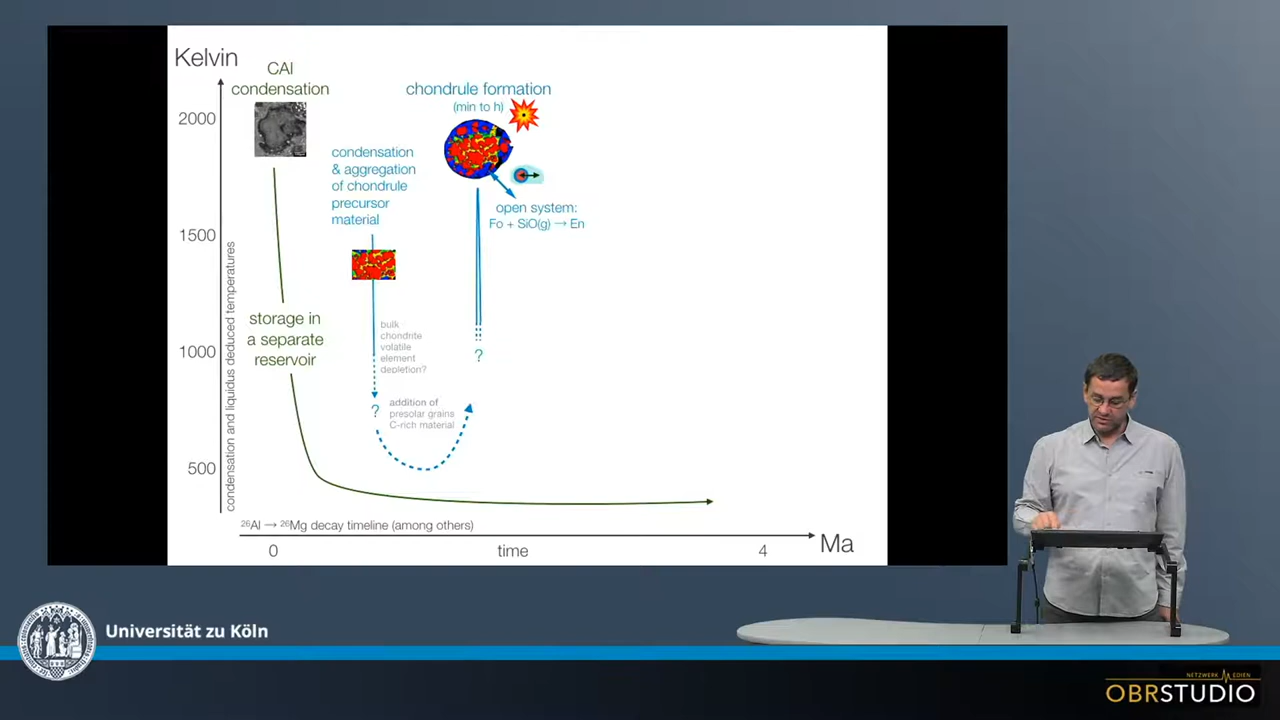 Kelvin
CAI
condensation
2000
1500
1000
500
condensation and liquidus deduced temperatures
storage in
a separate
reservoir
condensation
& aggregation
of chondrule
precursor
material
bulk
chondrite
volatile
element
depletion?
?
addition of
presolar grains
C-rich material
chondrule formation
(min to h)
open system:
Fo + SiO(g) → En
?
²⁶Al → ²⁶Mg decay timeline (among others)
0
time
4
Ma
Universität zu Köln
NETZWERK MEDIEN
OBRSTUDIO